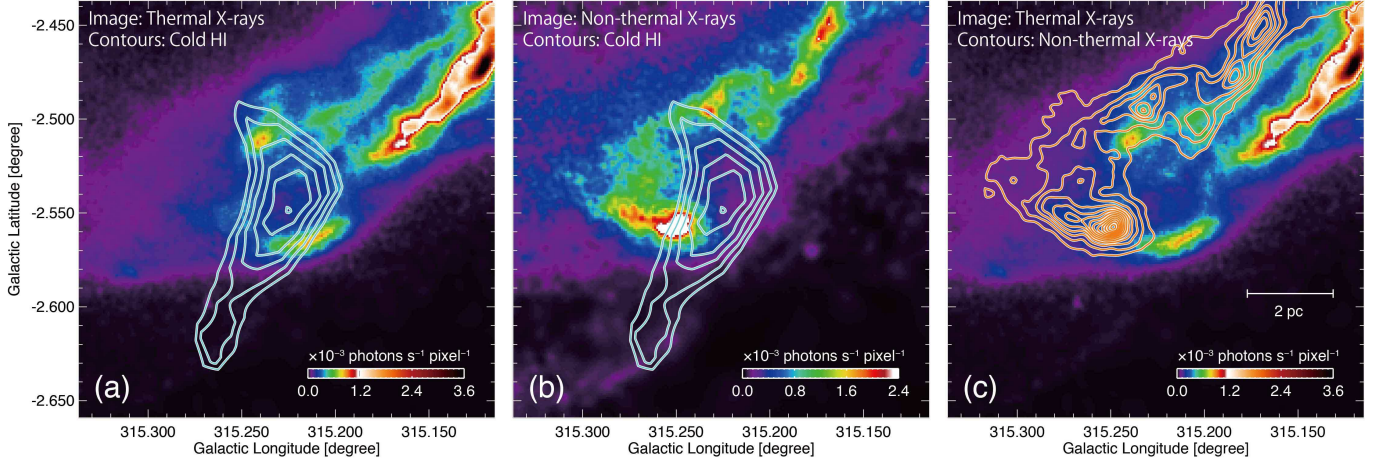 Image: Thermal X-rays
Contours: Cold HI
Image: Non-thermal X-rays
Contours: Cold HI
Image: Thermal X-rays
Contours: Non-thermal X-rays
-2.450
-2.500
-2.550
-2.600
-2.650
Galactic Latitude [degree]
2 pc
×10⁻³ photons s⁻¹ pixel⁻¹
0.0 1.2 2.4 3.6
(a)
×10⁻³ photons s⁻¹ pixel⁻¹
0.0 0.8 1.6 2.4
(b)
×10⁻³ photons s⁻¹ pixel⁻¹
0.0 1.2 2.4 3.6
(c)
315.300 315.250 315.200 315.150
Galactic Longitude [degree]
315.300 315.250 315.200 315.150
Galactic Longitude [degree]
315.300 315.250 315.200 315.150
Galactic Longitude [degree]